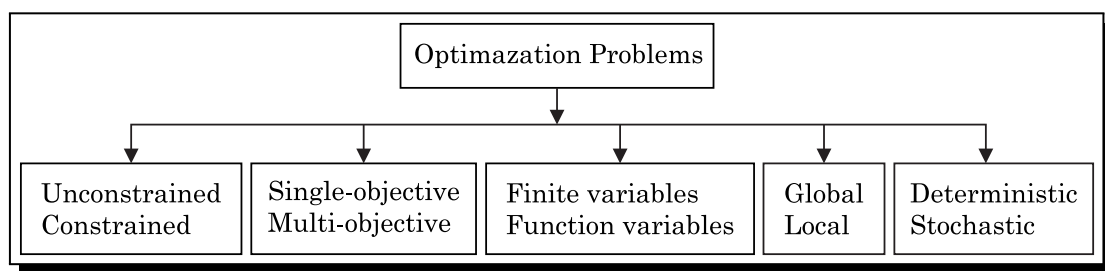 Optimazation Problems
Unconstrained
Constrained
Single-objective
Multi-objective
Finite variables
Function variables
Global
Local
Deterministic
Stochastic